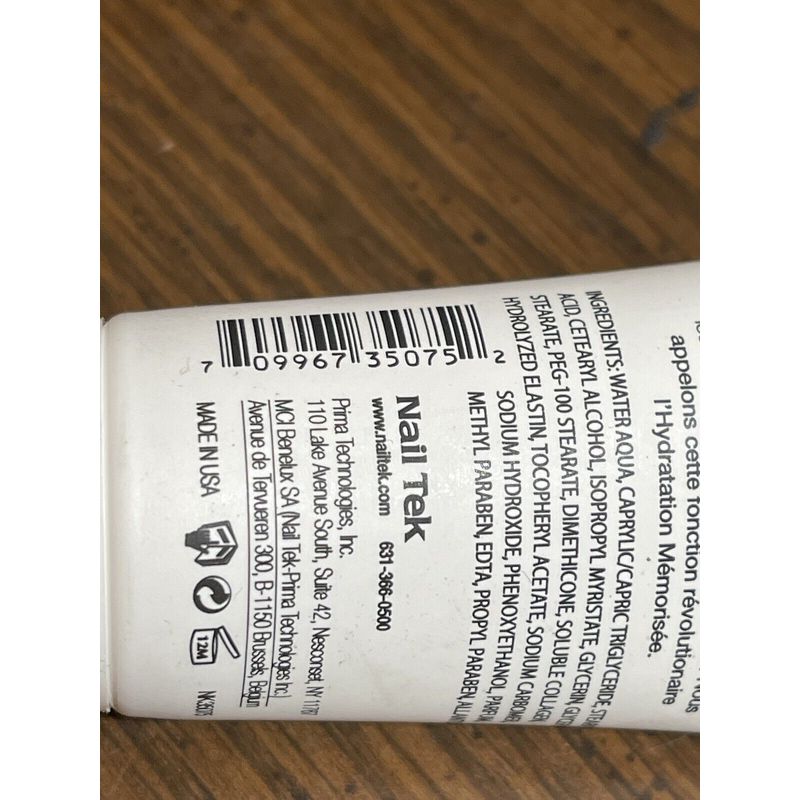 appelons cette fonction révolutionaire
l'Hydratation Mémorisée.
INGREDIENTS: WATER AQUA, CAPRYLIC/CAPRIC TRIGLYCERIDE,
ACID, CETEARYL ALCOHOL, ISOPROPYL MYRISTATE, GLYCERIN,
STEARATE, PEG-100 STEARATE, DIMETHICONE, SOLUBLE COLLAGEN
HYDROLYZED ELASTIN, TOCOPHERYL ACETATE, SODIUM
SODIUM HYDROXIDE, PHENOXYETHANOL,
METHYL PARABEN, EDTA, PROPYL PARABEN,
7 09967 35075 2
Nail Tek
www.nailtek.com 631-366-0500
Prima Technologies, Inc.
110 Lake Avenue South, Suite 42, Nesconset, NY
MCI Benelux SA (Nail Tek-Prima Technologies Inc)
Avenue de Tervueren 300, B-1150 Brussels,
MADE IN USA
12M